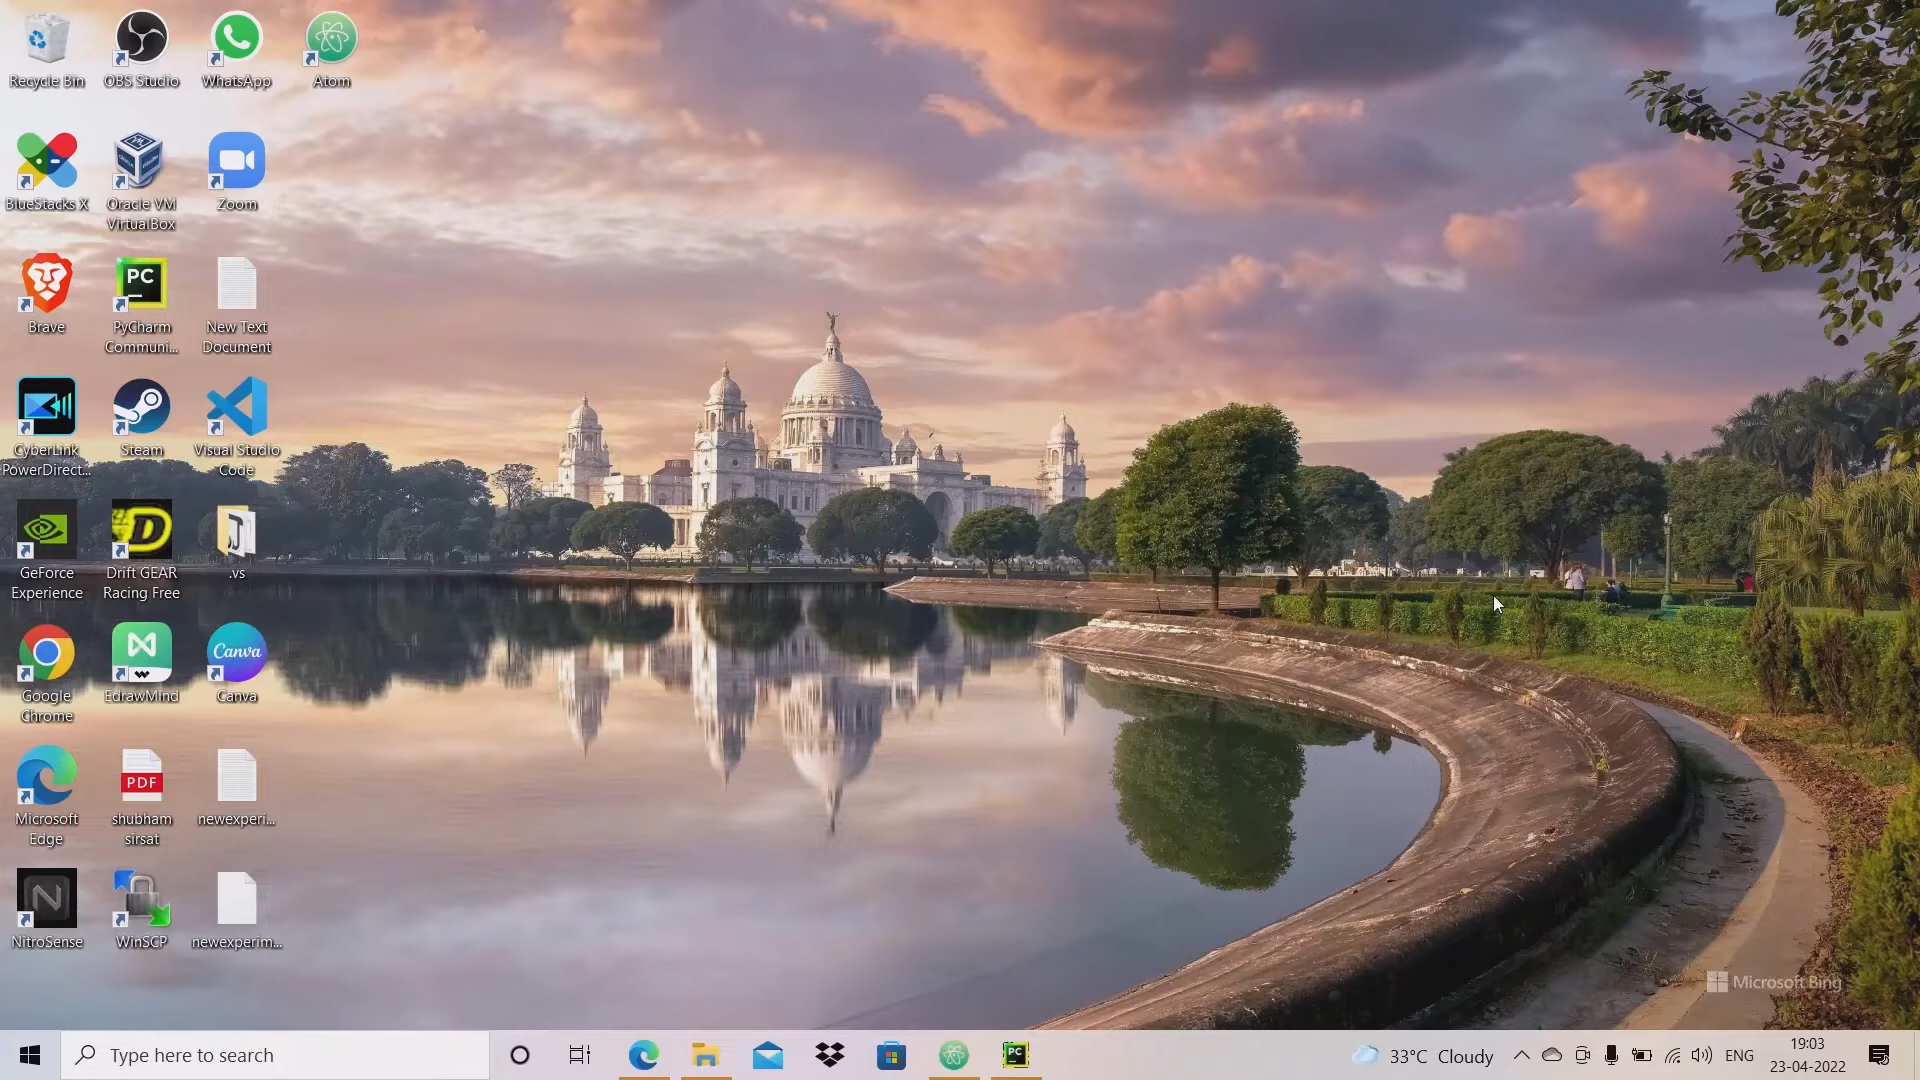 Recycle Bin
OBS Studio
WhatsApp
Atom
BlueStacks X
Oracle VM
VirtualBox
Zoom
Brave
PC
PyCharm
Communi...
New Text
Document
CyberLink
PowerDirect...
Steam
Visual Studio
Code
GeForce
Experience
D
Drift GEAR
Racing Free
.vs
Google
Chrome
EdrawMind
Canva
Canva
Microsoft
Edge
PDF
shubham
sirsat
newexperi...
N
NitroSense
WinSCP
newexperim...
Microsoft Bing
Type here to search
PC
33°C Cloudy
ENG
19:03
23-04-2022